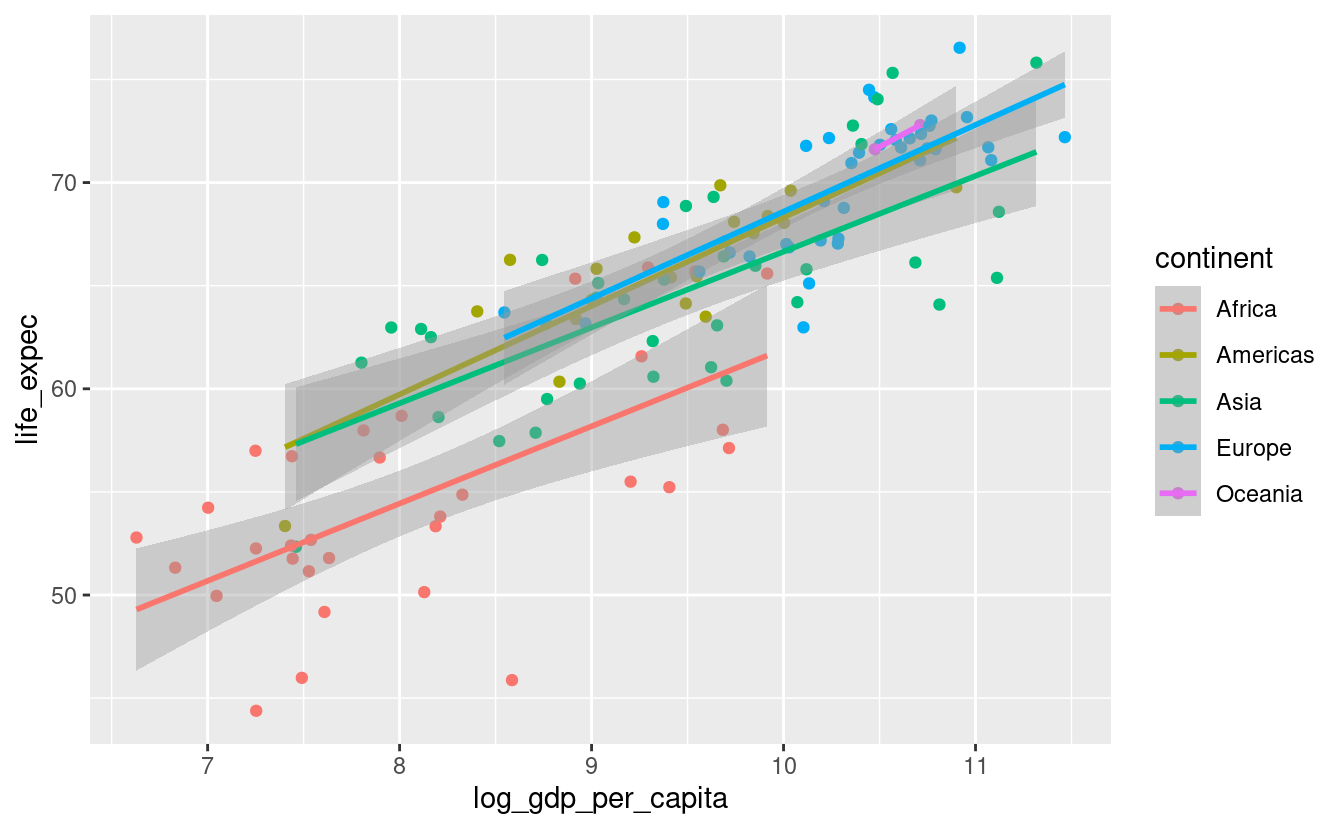 life_expec
70
60
50
7 8 9 10 11
log_gdp_per_capita
continent
Africa
Americas
Asia
Europe
Oceania